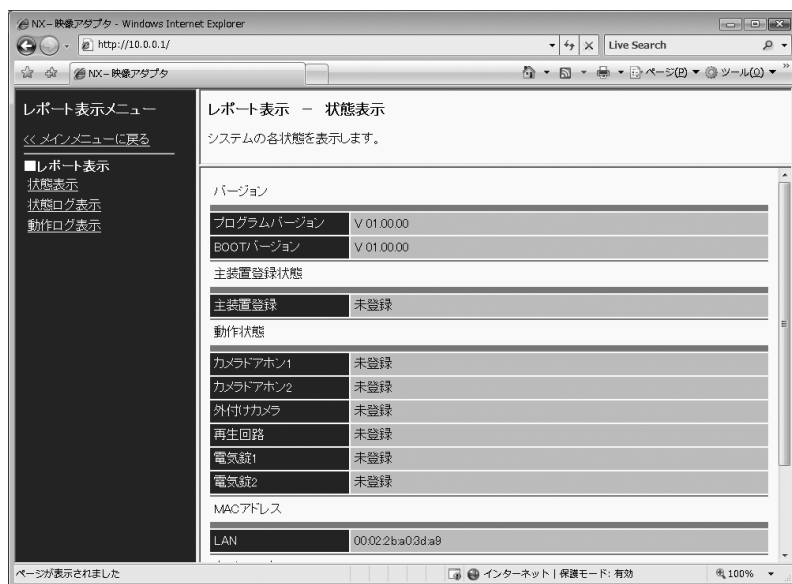 NX-映像アダプタ - Windows Internet Explorer
http://10.0.0.1/
Live Search
NX-映像アダプタ
ページ(P)
ツール(O)
レポート表示メニュー
<< メインメニューに戻る
■レポート表示
状態表示
状態ログ表示
動作ログ表示
レポート表示 － 状態表示
システムの各状態を表示します。
バージョン
プログラムバージョン V 01.00.00
BOOTバージョン V 01.00.00
主装置登録状態
主装置登録 未登録
動作状態
カメラドアホン1 未登録
カメラドアホン2 未登録
外付けカメラ 未登録
再生回路 未登録
電気錠1 未登録
電気錠2 未登録
MACアドレス
LAN 00:02:2b:a0:3d:a9
ページが表示されました
インターネット | 保護モード: 有効
100%